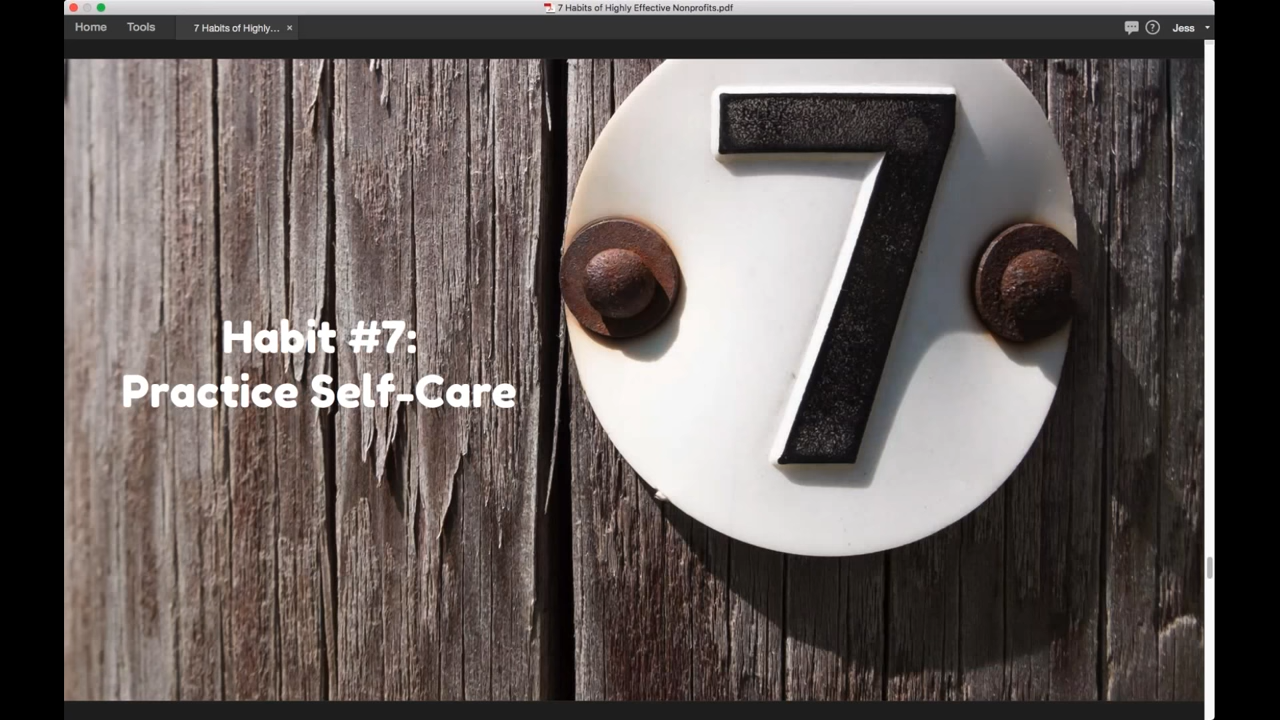 7 Habits of Highly Effective Nonprofits.pdf
Home Tools 7 Habits of Highly... × ? Jess
7
Habit #7:
Practice Self-Care